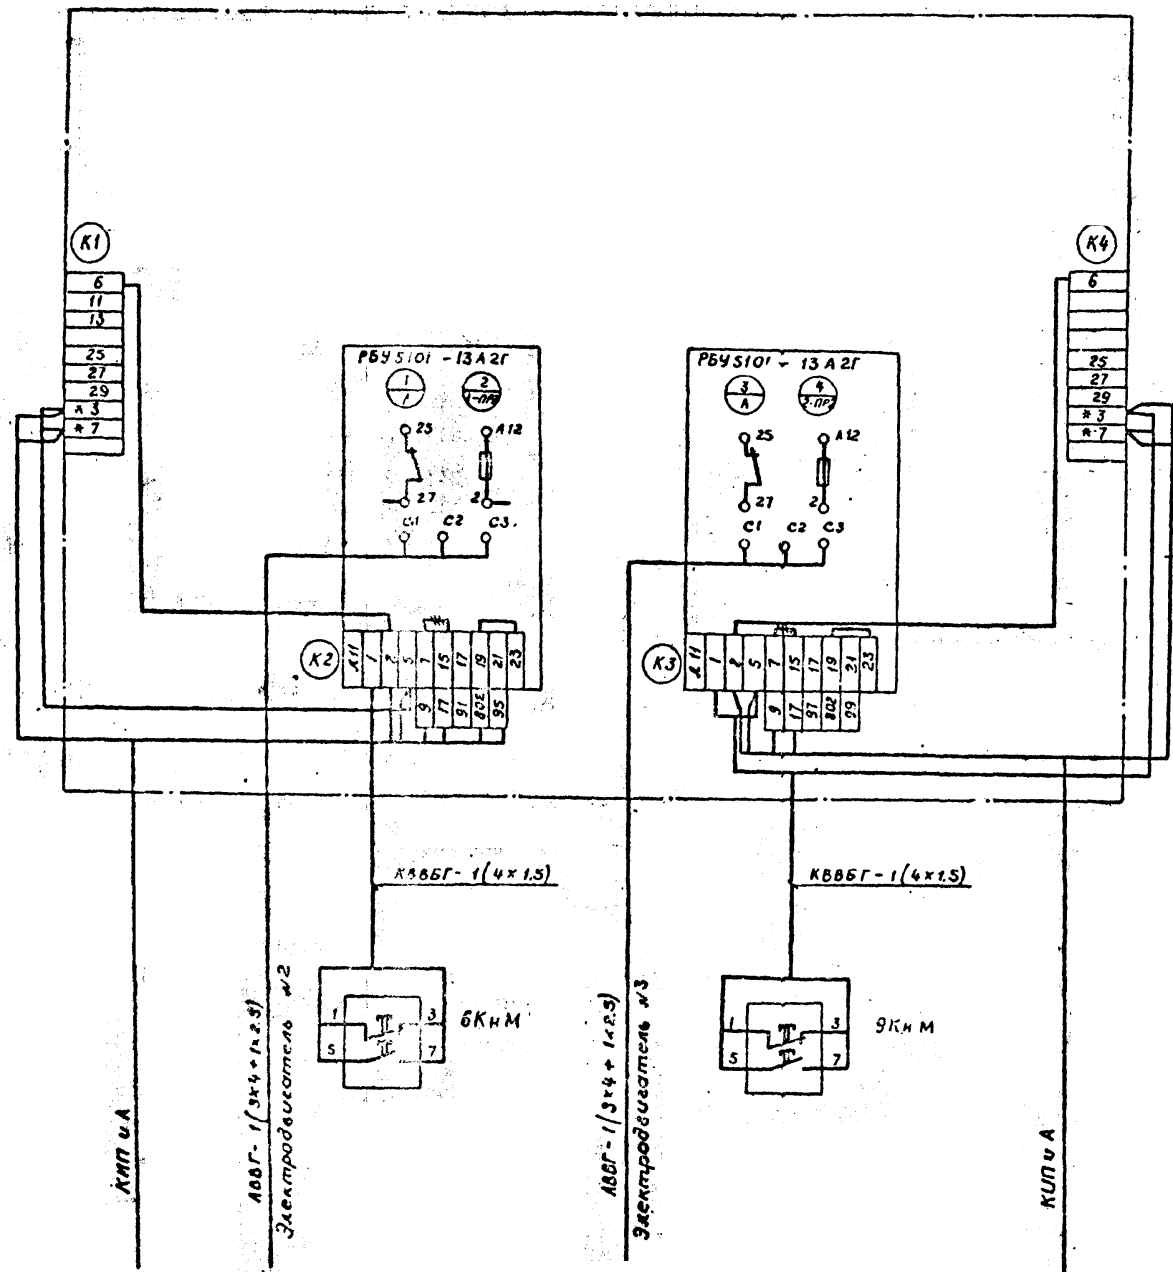 К1
6
11
13
25
27
29
* 3
* 7
К4
6
25
27
29
* 3
* 7
РБУ5101 - 13А2Г
1
2
25
А12
27
2
С1 С2 С3
РБУ5101 - 13А2Г
3
А
4
2-ПР2
25
А12
27
2
С1 С2 С3
К2
А11 1 2 5 7 15 17 19 21 23
9 17 91 802 95
К3
А11 1 2 5 7 15 17 19 21 23
9 17 97 802 99
КВВБГ-1(4×1.5)
КВВБГ-1(4×1.5)
6КнМ
1 3
5 7
9КнМ
1 3
5 7
КИП и А
АВВГ-1(3×4+1×2.5)
Электродвигатель №2
АВВГ-1(3×4+1×2.5)
Электродвигатель №3
КИП и А